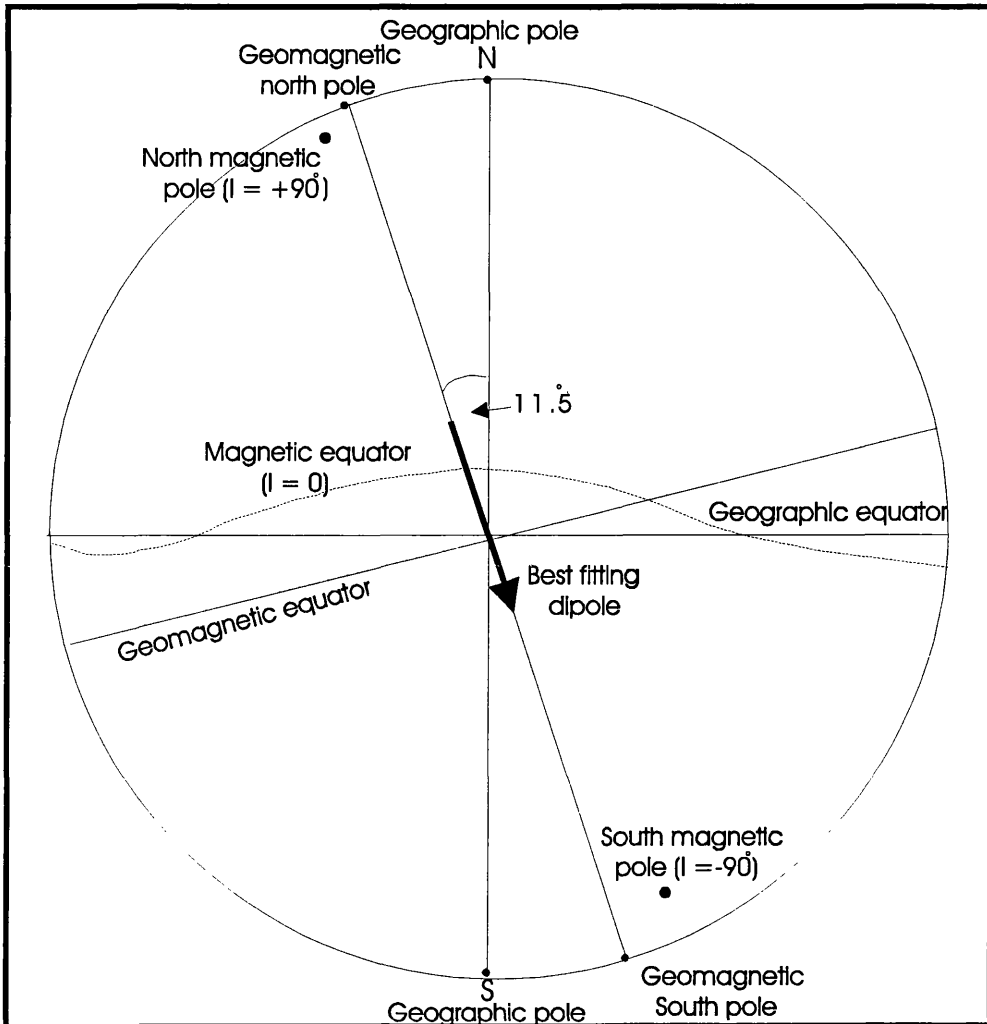 Geographic pole
N
Geomagnetic
north pole
North magnetic
pole (I = +90°)
11.5°
Magnetic equator
(I = 0)
Geographic equator
Best fitting
dipole
Geomagnetic equator
South magnetic
pole (I =-90°)
S
Geographic pole
Geomagnetic
South pole